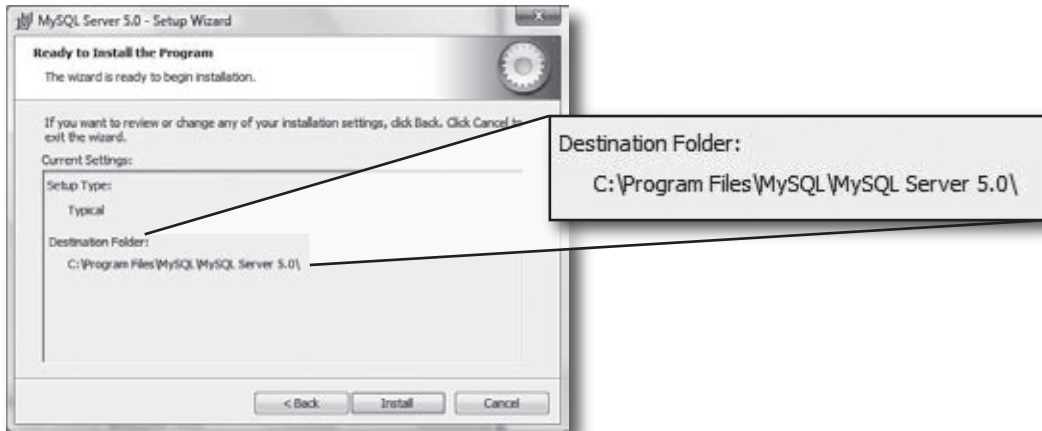 MySQL Server 5.0 - Setup Wizard
Ready to Install the Program
The wizard is ready to begin installation.
If you want to review or change any of your installation settings, click Back. Click Cancel to
exit the wizard.
Current Settings:
Setup Type:
Typical
Destination Folder:
C:\Program Files\MySQL\MySQL Server 5.0\
< Back
Install
Cancel
Destination Folder:
C:\Program Files\MySQL\MySQL Server 5.0\